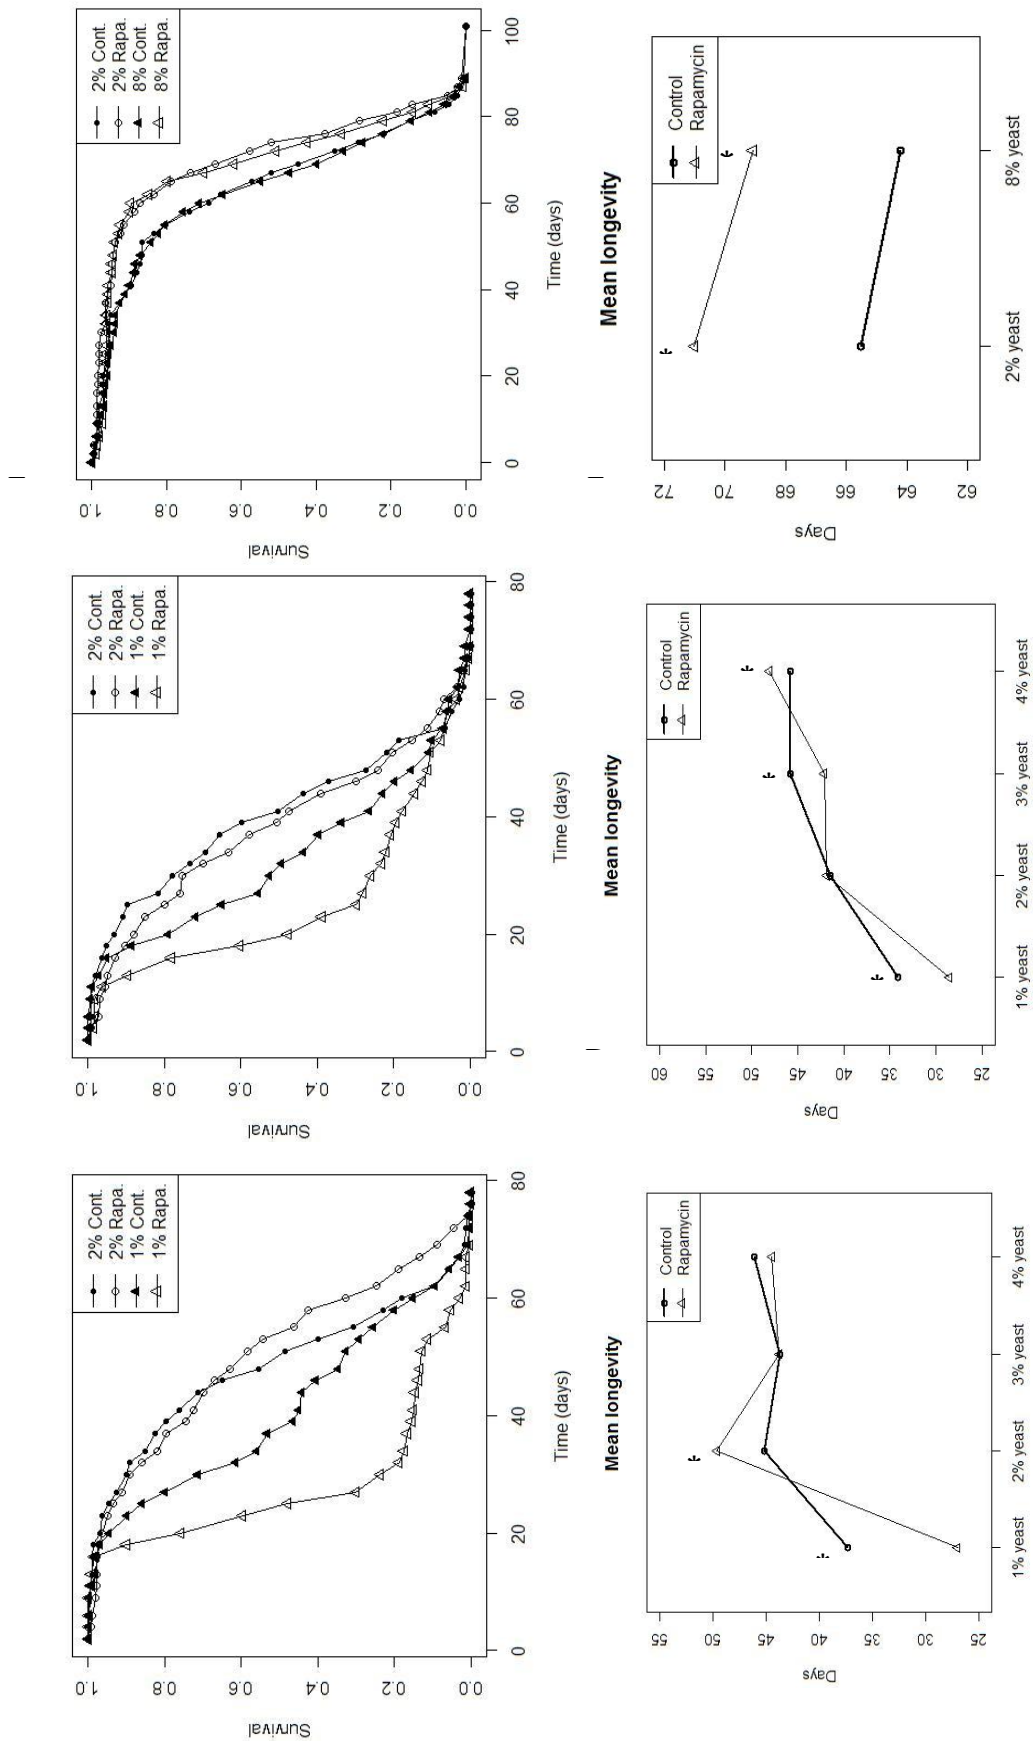 2% Cont.
2% Rapa.
1% Cont.
1% Rapa.
Survival
1.0
0.8
0.6
0.4
0.2
0.0
0 20 40 60 80
Time (days)
2% Cont.
2% Rapa.
1% Cont.
1% Rapa.
Survival
1.0
0.8
0.6
0.4
0.2
0.0
0 20 40 60 80
Time (days)
2% Cont.
2% Rapa.
8% Cont.
8% Rapa.
Survival
1.0
0.8
0.6
0.4
0.2
0.0
0 20 40 60 80 100
Time (days)
Mean longevity
Control
Rapamycin
Days
55
50
45
40
35
30
25
*
*
1% yeast 2% yeast 3% yeast 4% yeast
Mean longevity
Control
Rapamycin
Days
60
55
50
45
40
35
30
25
*
*
*
1% yeast 2% yeast 3% yeast 4% yeast
Mean longevity
Control
Rapamycin
Days
72
70
68
66
64
62
*
*
2% yeast 8% yeast